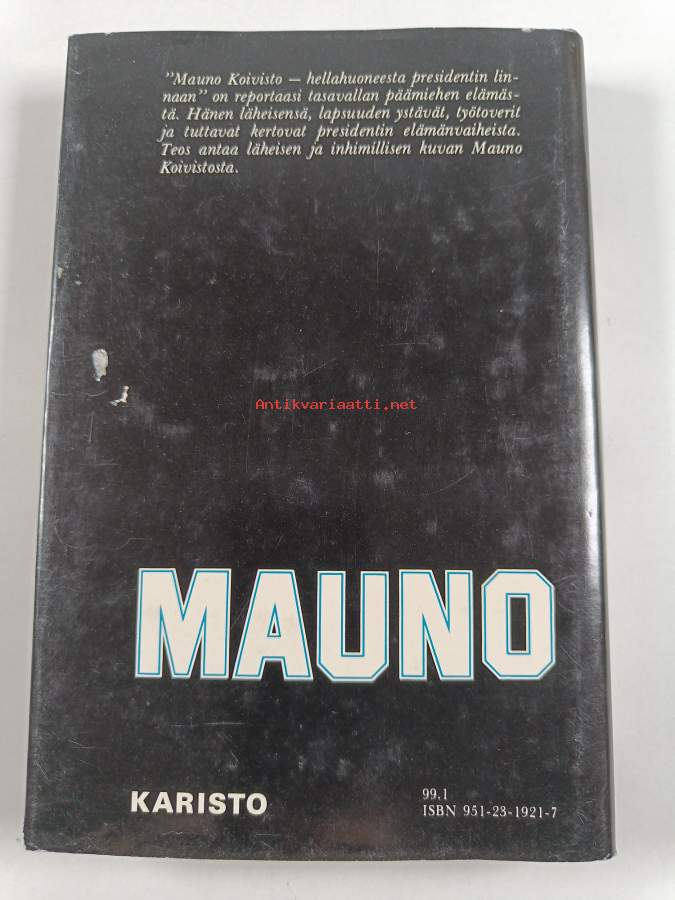 ”Mauno Koivisto — hellahuoneesta presidentin lin-
naan” on reportaasi tasavallan päämiehen elämäs-
tä. Hänen läheisensä, lapsuuden ystävät, työtoverit
ja tuttavat kertovat presidentin elämänvaiheista.
Teos antaa läheisen ja inhimillisen kuvan Mauno
Koivistosta.
Antikvariaatti.net
MAUNO
KARISTO
99.1
ISBN 951-23-1921-7